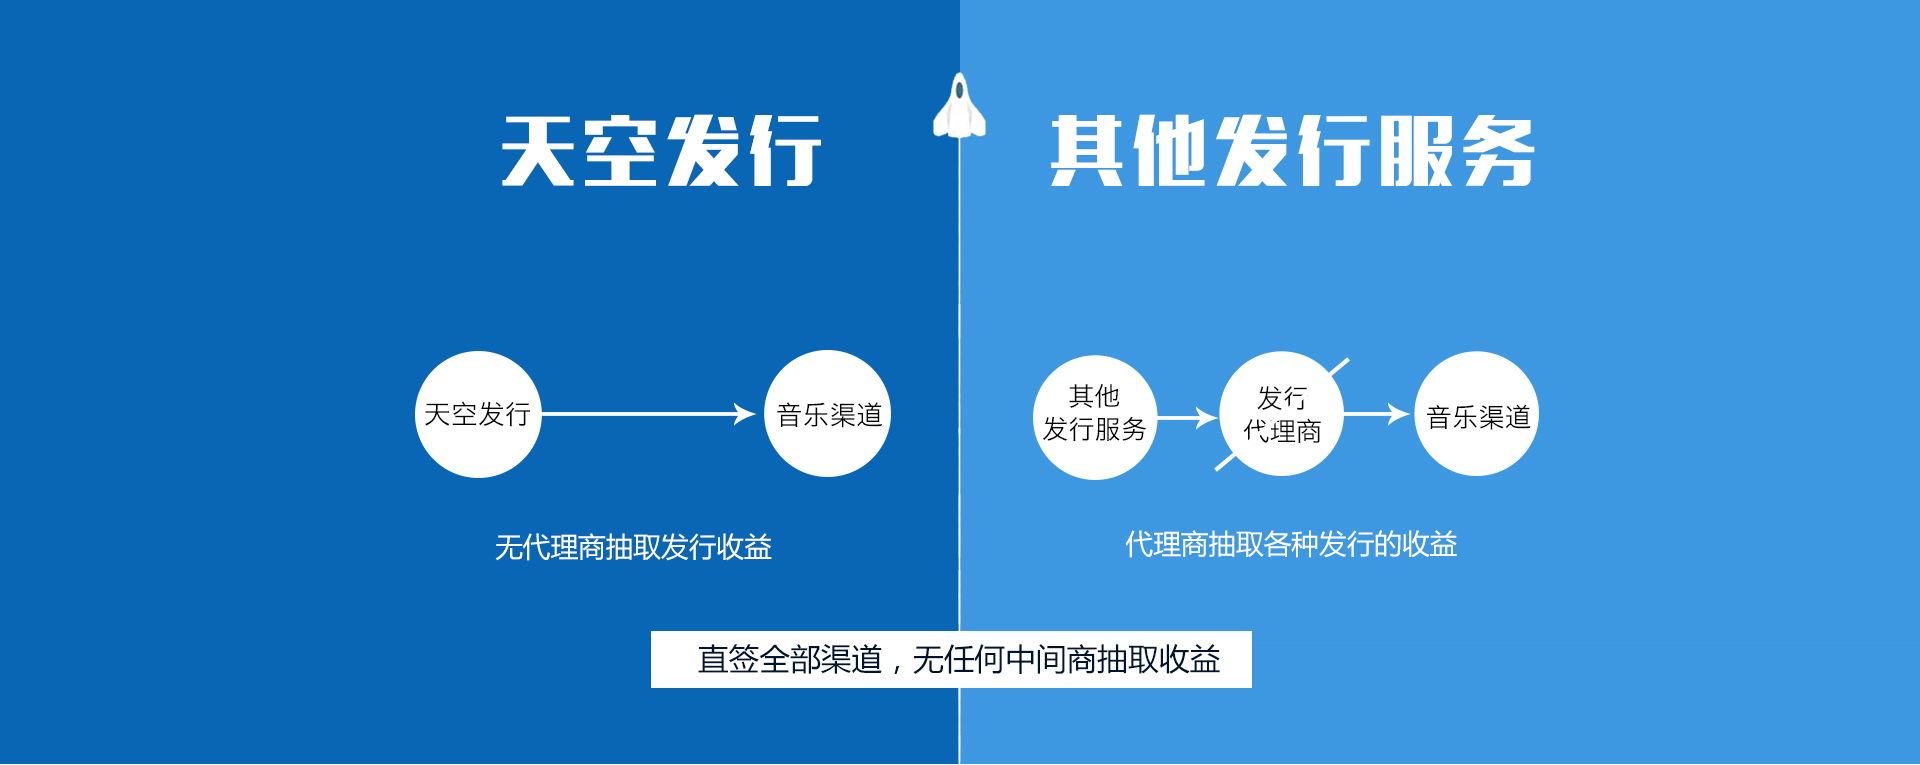 天空发行
天空发行
音乐渠道
无代理商抽取发行收益
其他发行服务
其他
发行服务
发行
代理商
音乐渠道
代理商抽取各种发行的收益
直签全部渠道，无任何中间商抽取收益